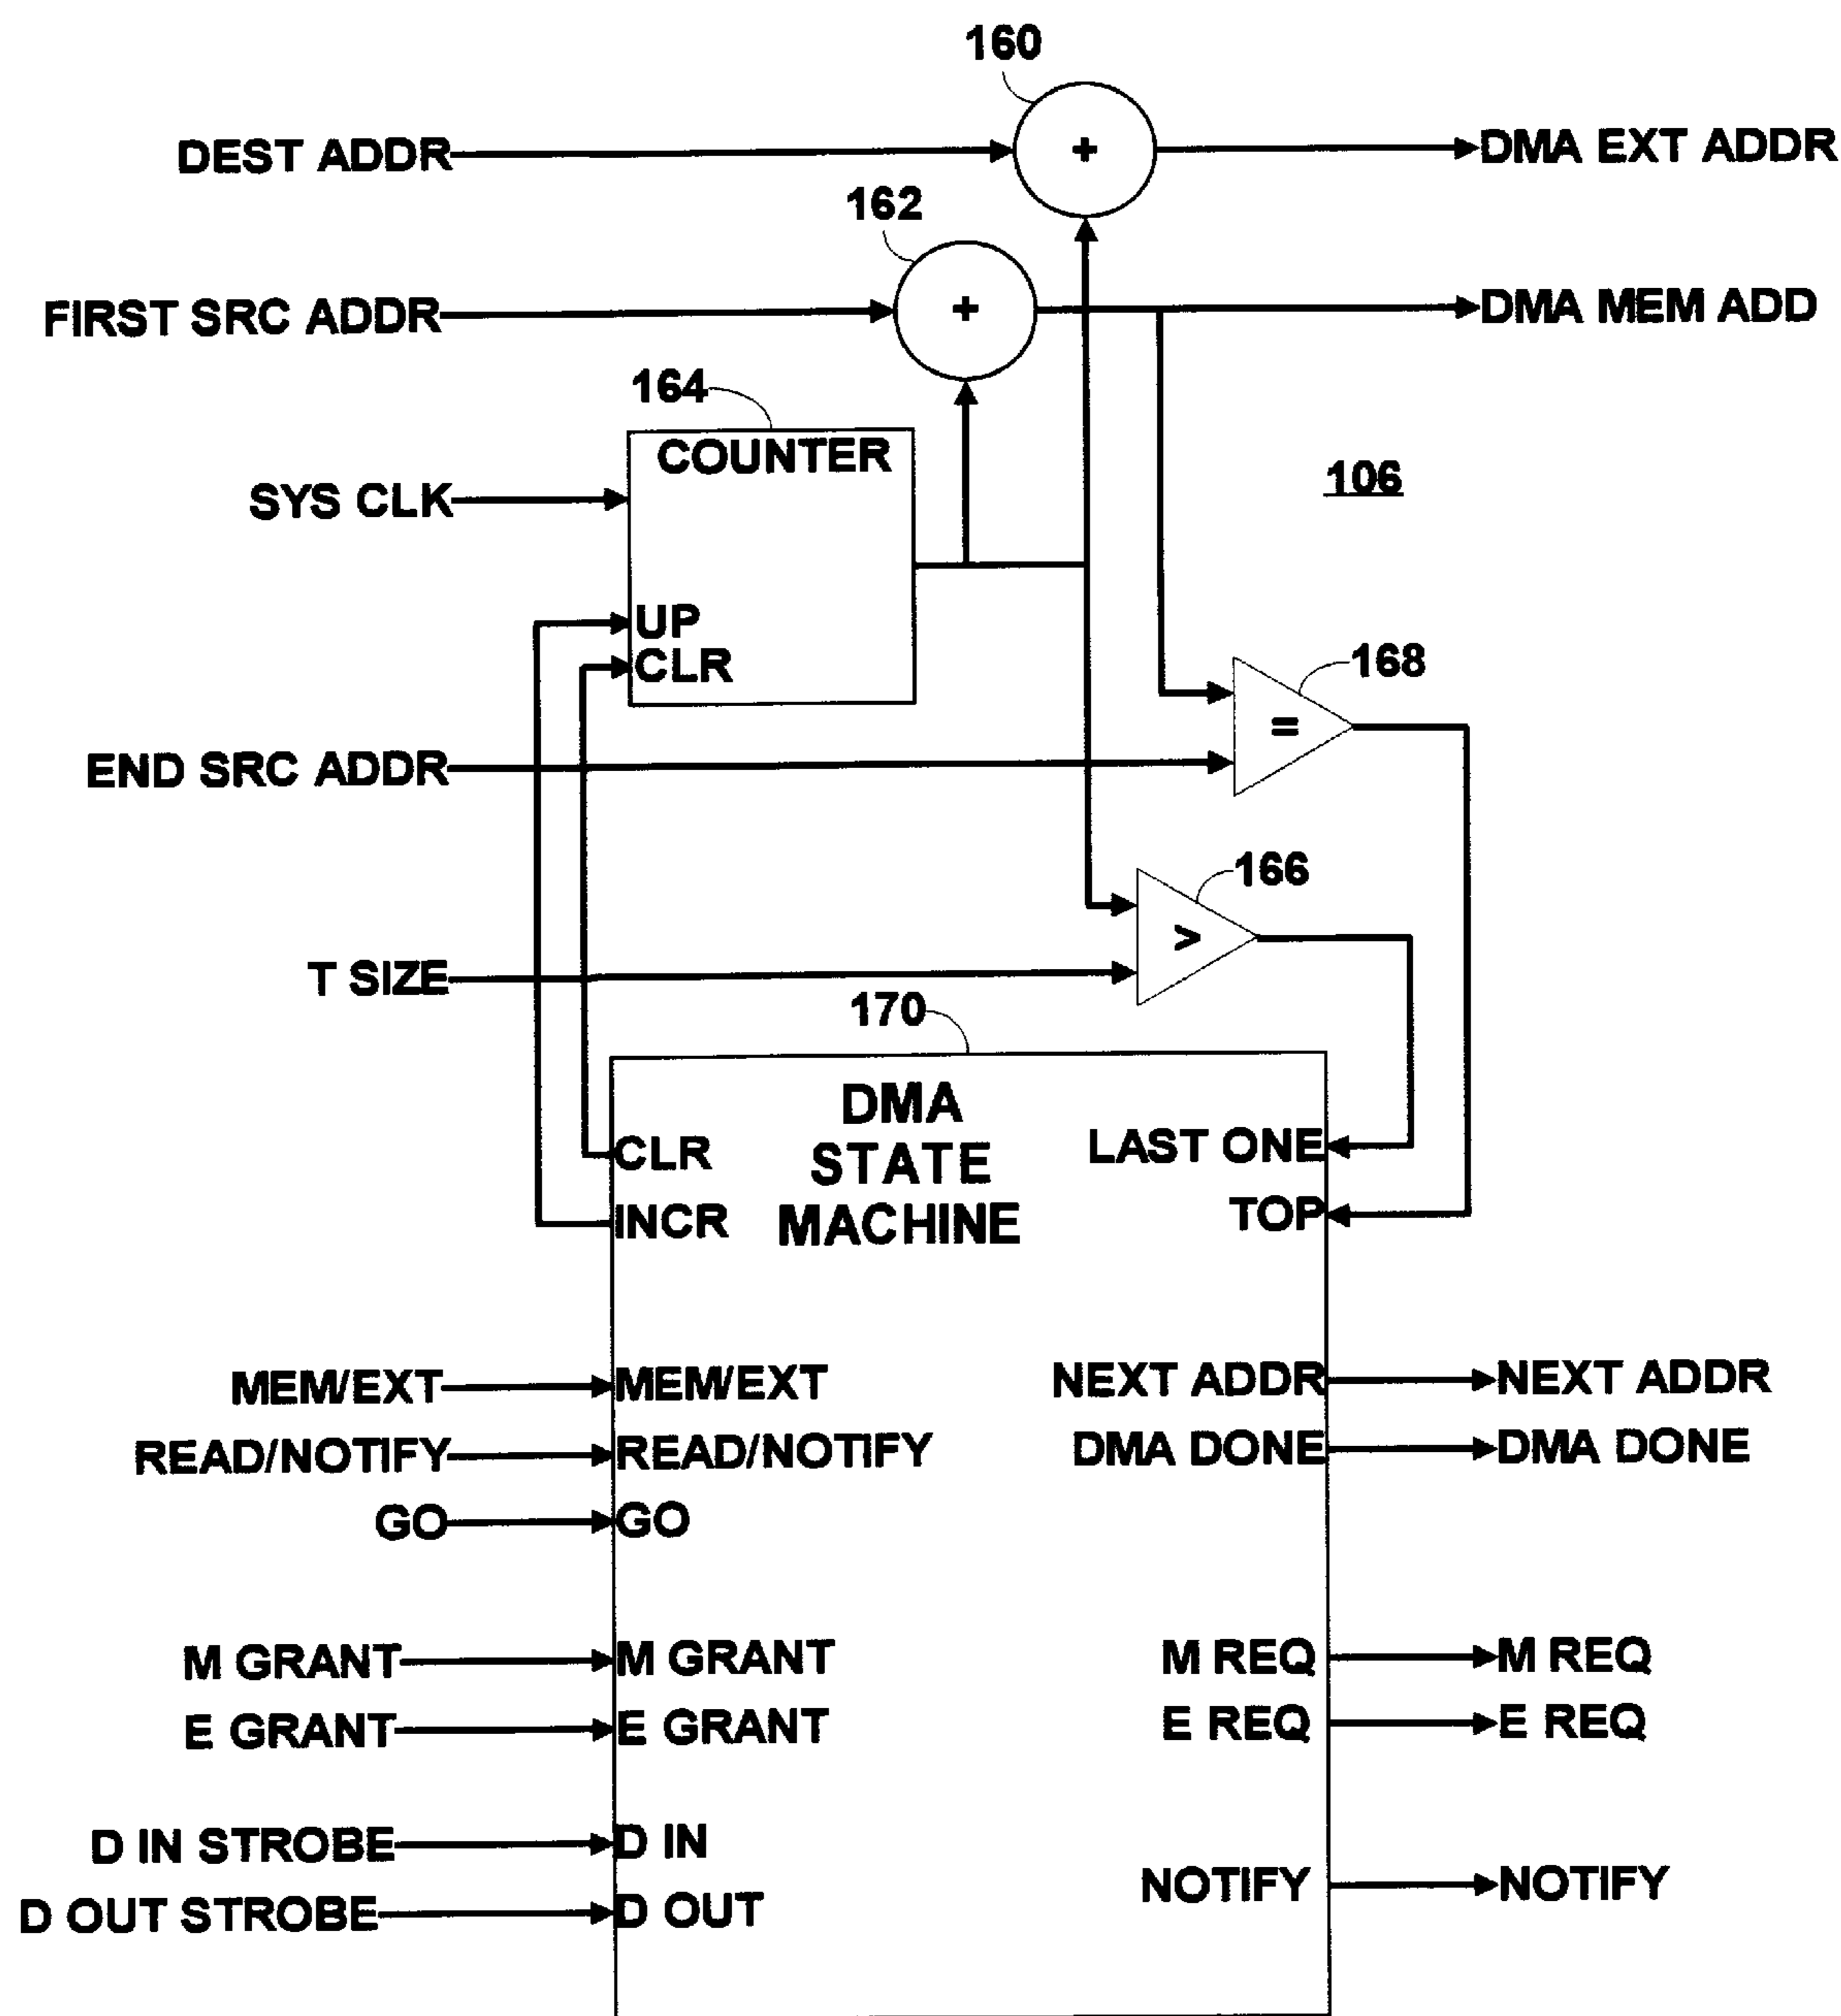 160
DEST ADDR + DMA EXT ADDR
162
FIRST SRC ADDR + DMA MEM ADD
164
COUNTER
106
SYS CLK
UP
CLR
168
=
END SRC ADDR
166
>
T SIZE
170
DMA
STATE
MACHINE
CLR LAST ONE
INCR TOP
MEM/EXT MEM/EXT NEXT ADDR NEXT ADDR
READ/NOTIFY READ/NOTIFY DMA DONE DMA DONE
GO GO
M GRANT M GRANT M REQ M REQ
E GRANT E GRANT E REQ E REQ
D IN STROBE D IN
NOTIFY NOTIFY
D OUT STROBE D OUT